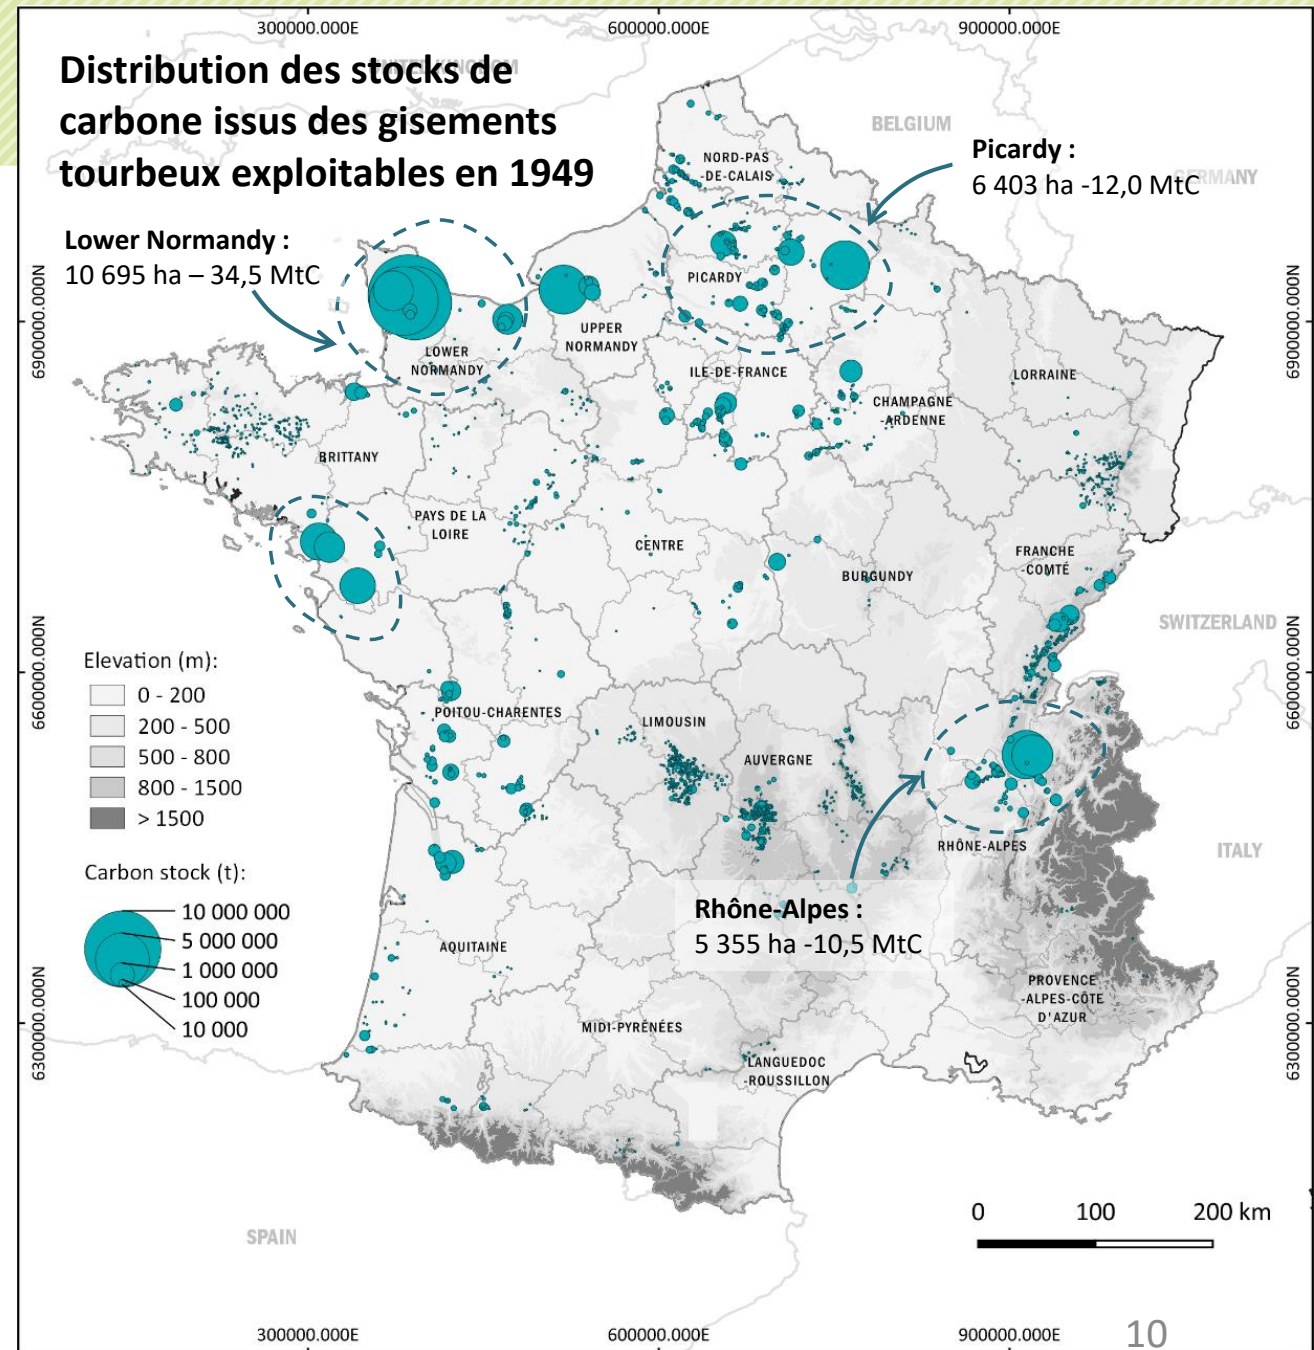 300000.000E
600000.000E
900000.000E
UNITED KINGDOM
Distribution des stocks de
carbone issus des gisements
tourbeux exploitables en 1949
BELGIUM
GERMANY
Picardy :
6 403 ha -12,0 MtC
Lower Normandy :
10 695 ha – 34,5 MtC
NORD-PAS
-DE-CALAIS
PICARDY
6900000.000N
6900000.000N
UPPER
NORMANDY
LOWER
NORMANDY
ILE-DE-FRANCE
LORRAINE
CHAMPAGNE
-ARDENNE
BRITTANY
PAYS DE LA
LOIRE
CENTRE
FRANCHE
-COMTÉ
BURGUNDY
SWITZERLAND
6600000.000N
6600000.000N
Elevation (m):
0 - 200
200 - 500
500 - 800
800 - 1500
> 1500
POITOU-CHARENTES
LIMOUSIN
AUVERGNE
RHÔNE-ALPES
ITALY
Carbon stock (t):
10 000 000
5 000 000
1 000 000
100 000
10 000
Rhône-Alpes :
5 355 ha -10,5 MtC
AQUITAINE
PROVENCE
-ALPES-CÔTE
D'AZUR
MIDI-PYRÉNÉES
LANGUEDOC
-ROUSSILLON
6300000.000N
6300000.000N
SPAIN
0 100 200 km
300000.000E
600000.000E
900000.000E
10